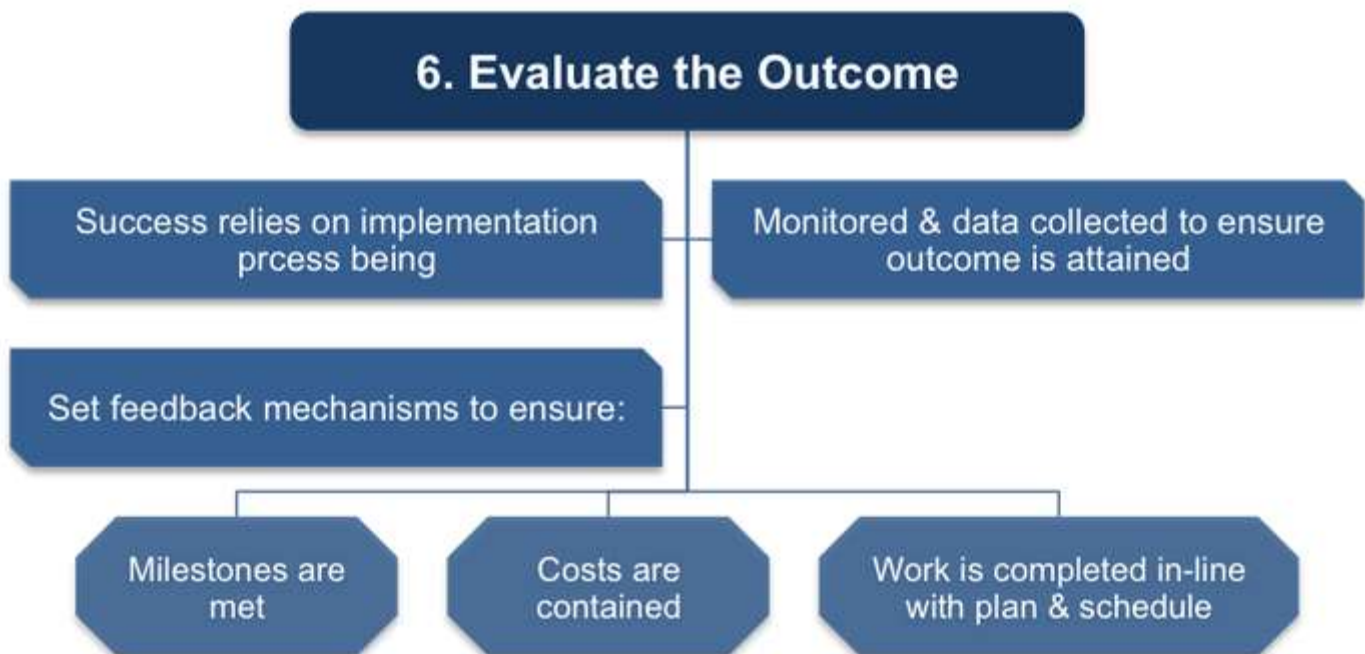 6. Evaluate the Outcome
Success relies on implementation
prcess being
Monitored & data collected to ensure
outcome is attained
Set feedback mechanisms to ensure:
Milestones are
met
Costs are
contained
Work is completed in-line
with plan & schedule